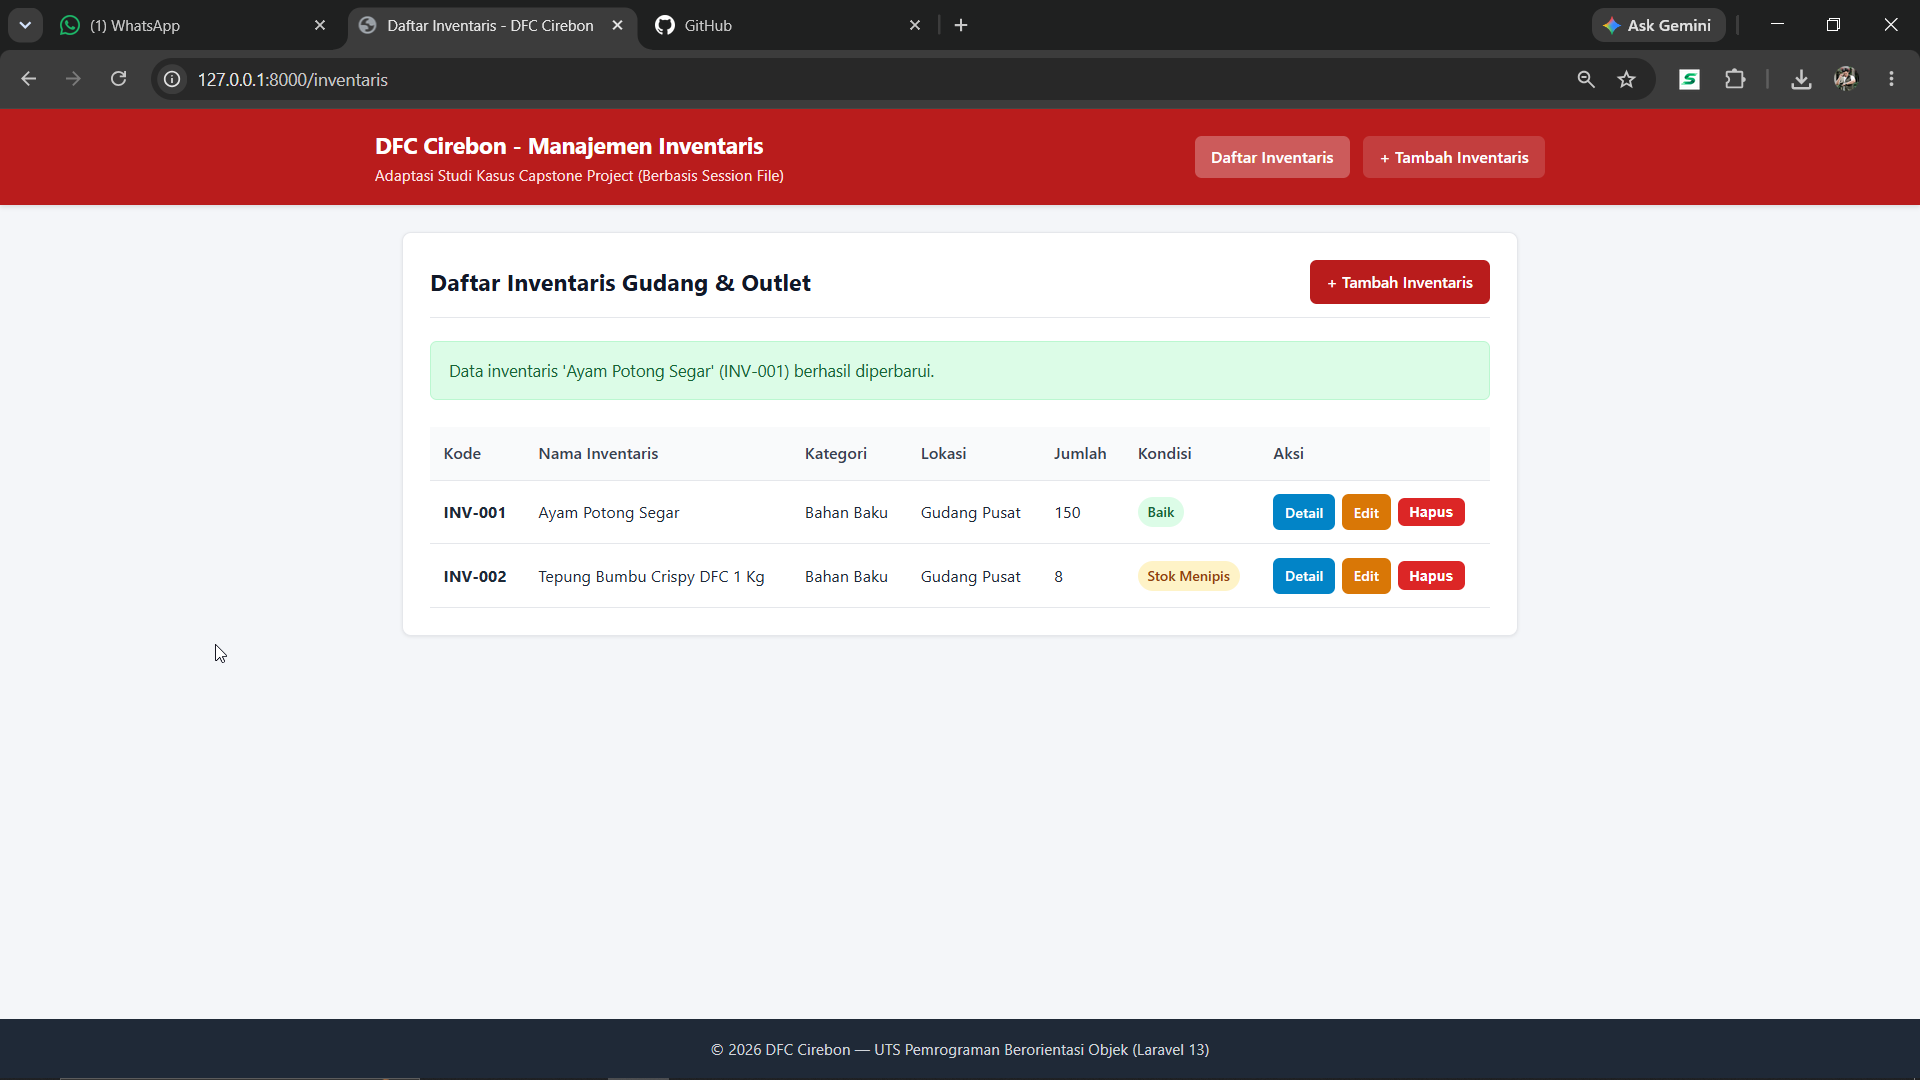 (1) WhatsApp
Daftar Inventaris - DFC Cirebon
GitHub
Ask Gemini
127.0.0.1:8000/inventaris
DFC Cirebon - Manajemen Inventaris
Adaptasi Studi Kasus Capstone Project (Berbasis Session File)
Daftar Inventaris
+ Tambah Inventaris
Daftar Inventaris Gudang & Outlet
+ Tambah Inventaris
Data inventaris 'Ayam Potong Segar' (INV-001) berhasil diperbarui.
Kode Nama Inventaris Kategori Lokasi Jumlah Kondisi Aksi
INV-001 Ayam Potong Segar Bahan Baku Gudang Pusat 150 Baik Detail Edit Hapus
INV-002 Tepung Bumbu Crispy DFC 1 Kg Bahan Baku Gudang Pusat 8 Stok Menipis Detail Edit Hapus
© 2026 DFC Cirebon — UTS Pemrograman Berorientasi Objek (Laravel 13)